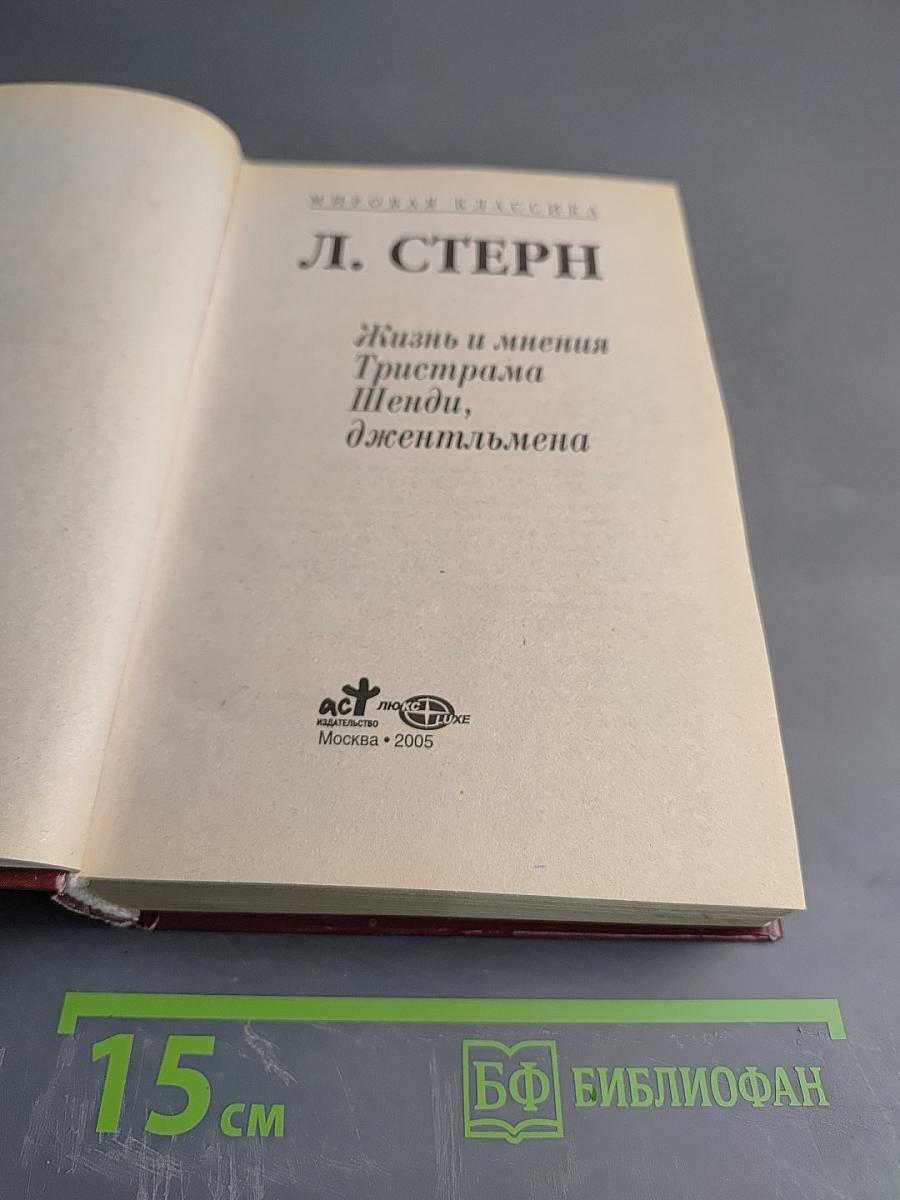 МИРОВАЯ КЛАССИКА
Л. СТЕРН
Жизнь и мнения
Тристрама
Шенди,
джентльмена
аст
ИЗДАТЕЛЬСТВО
ЛЮКС
LUXE
Москва • 2005
15 см
БФ БИБЛИОФАН